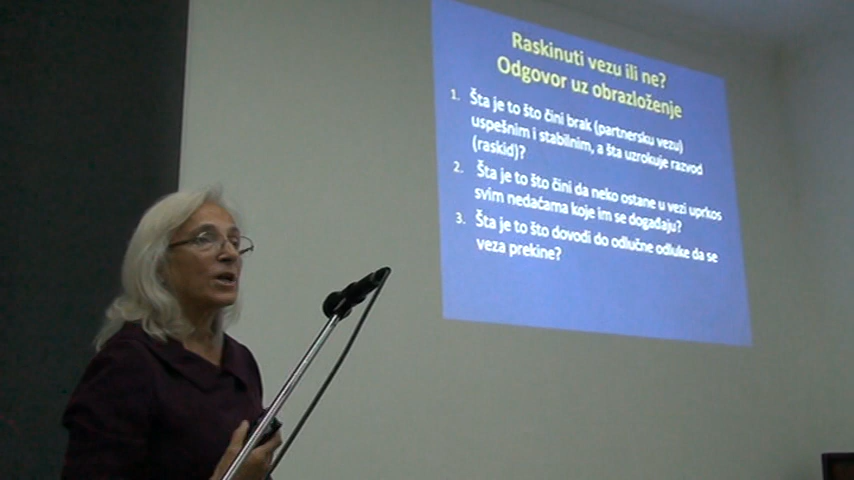 Raskinuti vezu ili ne?
Odgovor uz obrazloženje
1. Šta je to što čini brak (partnersku vezu)
uspešnim i stabilnim, a šta uzrokuje razvod
(raskid)?
2. Šta je to što čini da neko ostane u vezi uprkos
svim nedaćama koje im se događaju?
3. Šta je to što dovodi do odlučne odluke da se
veza prekine?